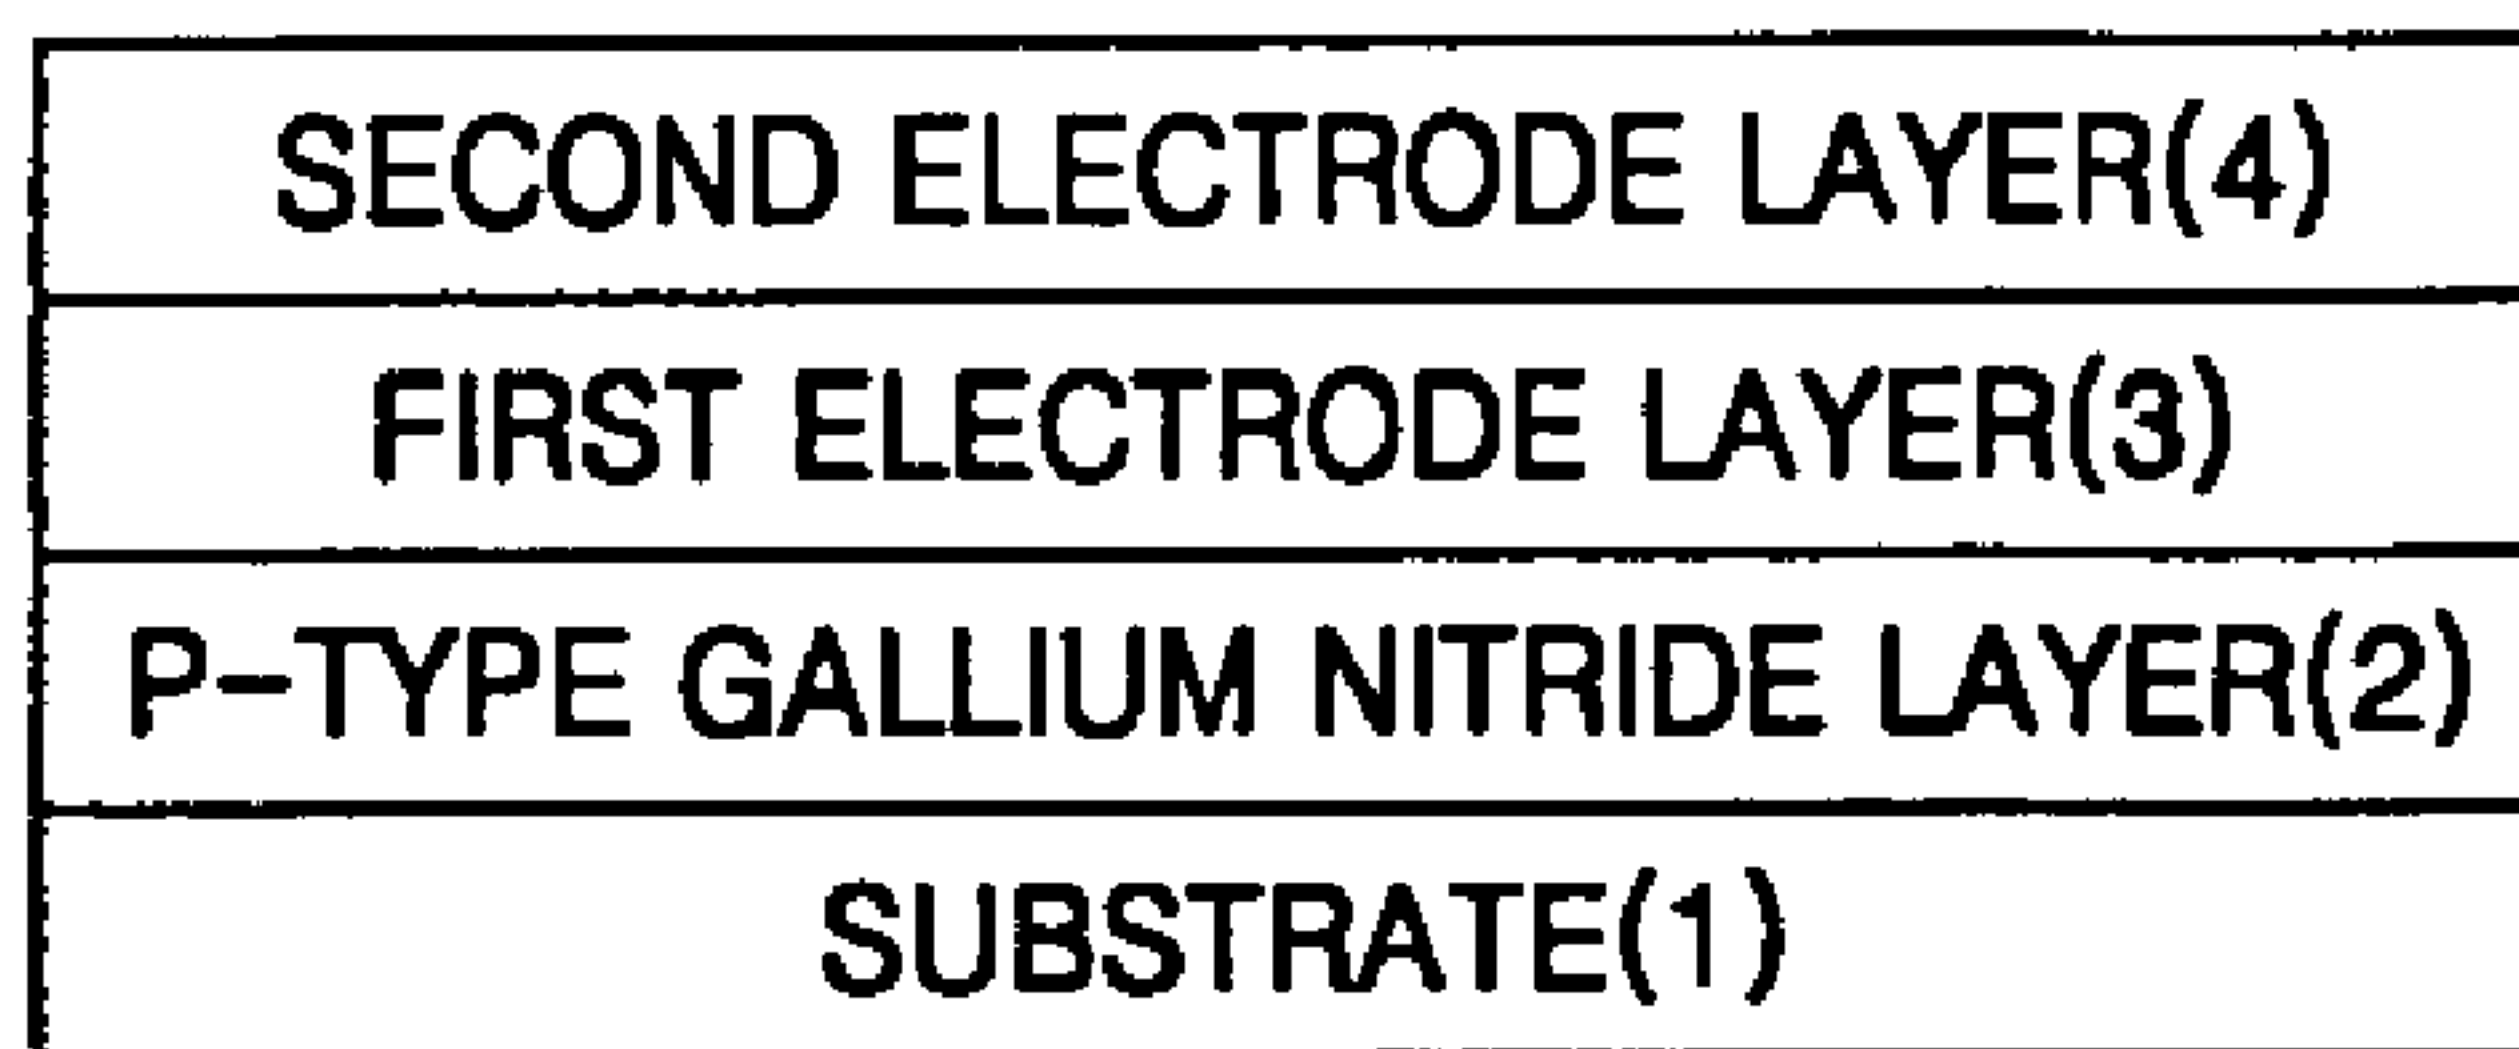 SECOND ELECTRODE LAYER(4)
FIRST ELECTRODE LAYER(3)
P-TYPE GALLIUM NITRIDE LAYER(2)
SUBSTRATE(1)